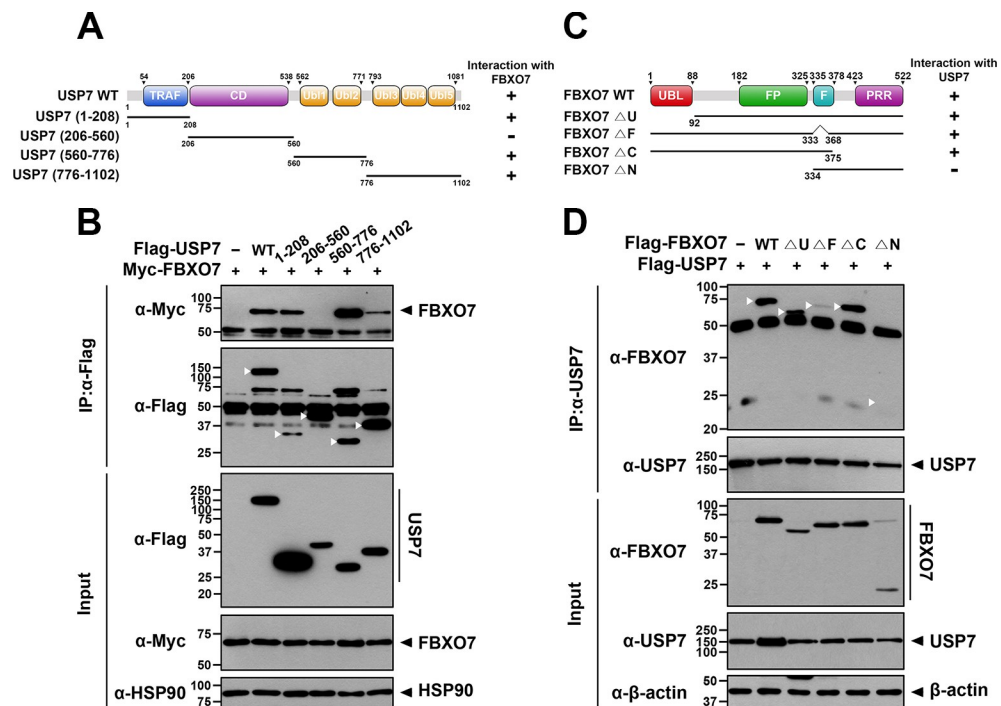 A
Interaction with
FBXO7
54 206 538 562 771 793 1081
USP7 WT TRAF CD Ubl1 Ubl2 Ubl3 Ubl4 Ubl5 +
1 1102
USP7 (1-208) +
USP7 (206-560) 206 560 -
USP7 (560-776) 560 776 +
USP7 (776-1102) 776 1102 +
C
Interaction with
USP7
1 88 182 325 335 378 423 522
FBXO7 WT UBL FP F PRR +
FBXO7 △U 92 +
FBXO7 △F 333 368 +
FBXO7 △C 375 +
FBXO7 △N 334 -
B
Flag-USP7 – WT 1-208 206-560 560-776 776-1102
Myc-FBXO7 + + + + + +
IP:α-Flag
α-Myc 100 75 50 FBXO7
α-Flag 150 100 75 50 37 25
Input
α-Flag 250 150 100 75 50 37 25 20 USP7
α-Myc 75 50 FBXO7
α-HSP90 100 75 HSP90
D
Flag-FBXO7 – WT △U △F △C △N
Flag-USP7 + + + + + +
IP:α-USP7
α-FBXO7 100 75 50 37 25 20
α-USP7 250 150 USP7
Input
α-FBXO7 100 75 50 37 25 FBXO7
α-USP7 250 150 100 USP7
α-β-actin 50 37 β-actin